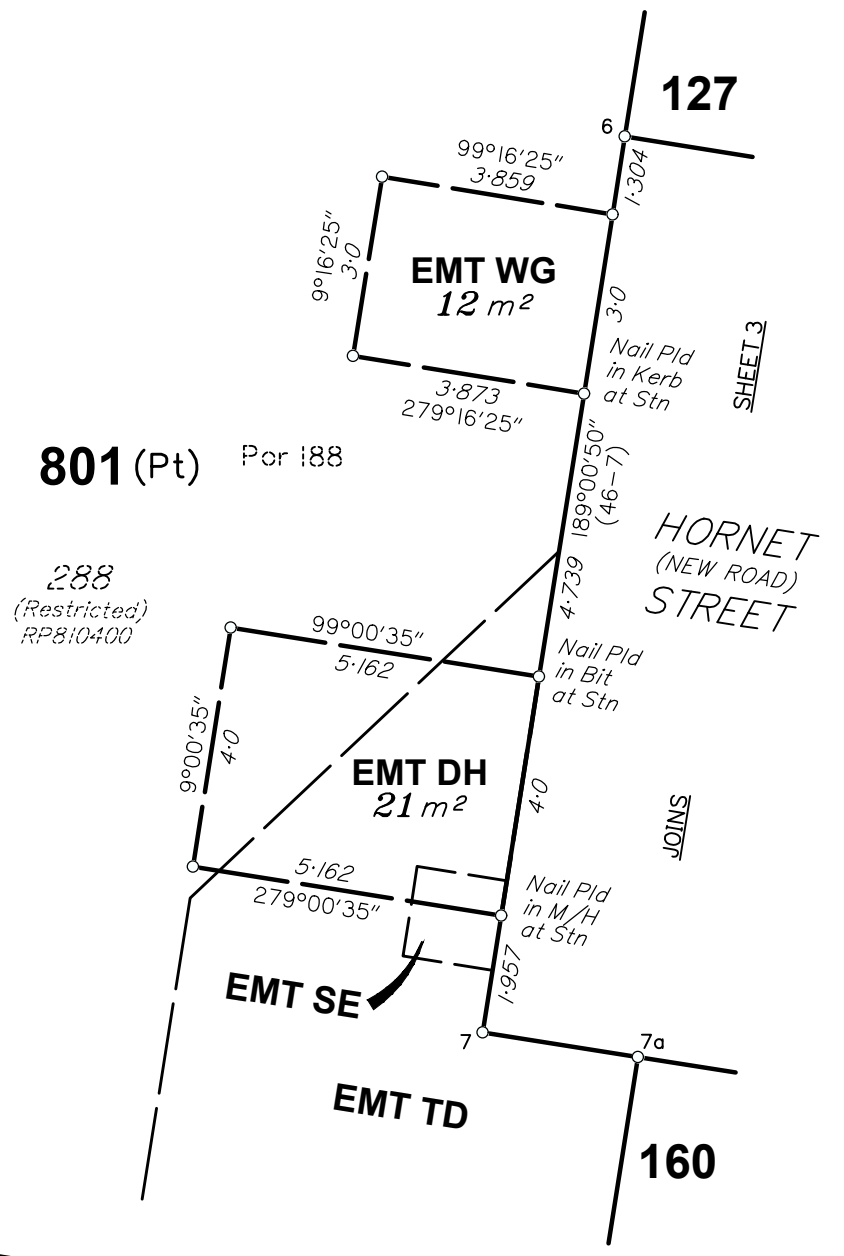 127
6
99°16′25″
3·859
1·304
9°16′25″
3·0
EMT WG
12 m²
3·0
SHEET 3
Nail Pld
in Kerb
at Stn
3·873
279°16′25″
189°00′50″
(46–7)
801 (Pt)
Por 188
HORNET
(NEW ROAD)
STREET
288
(Restricted)
RP810400
4·739
99°00′35″
5·162
Nail Pld
in Bit
at Stn
9°00′35″
4·0
EMT DH
21 m²
4·0
JOINS
5·162
279°00′35″
Nail Pld
in M/H
at Stn
1·957
EMT SE
7
7a
EMT TD
160